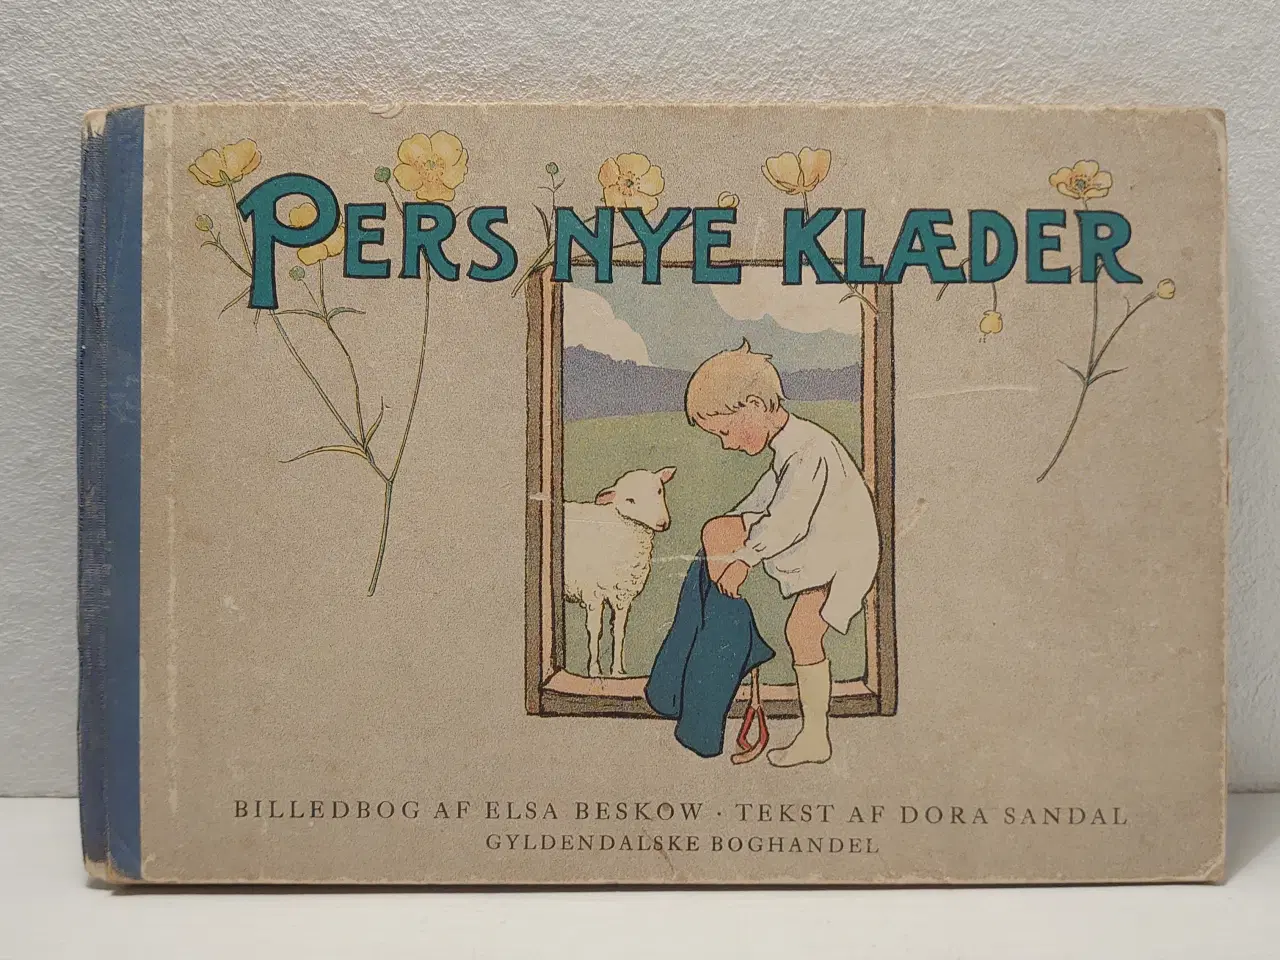 PERS NYE KLÆDER
BILLEDBOG AF ELSA BESKOW · TEKST AF DORA SANDAL
GYLDENDALSKE BOGHANDEL